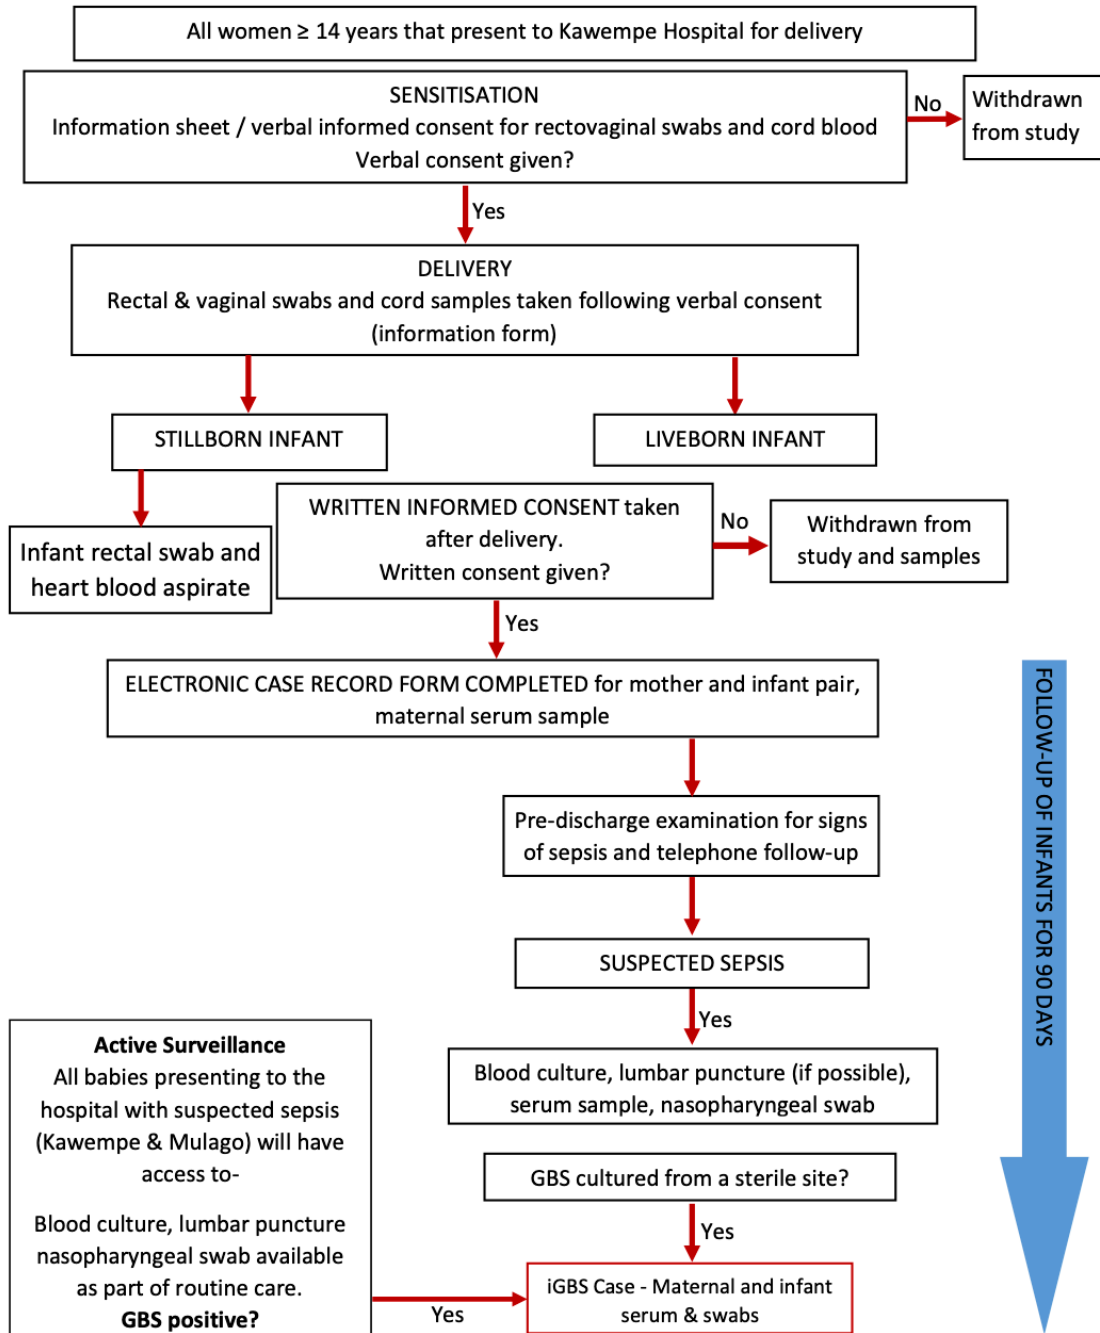 All women ≥ 14 years that present to Kawempe Hospital for delivery
SENSITISATION
Information sheet / verbal informed consent for rectovaginal swabs and cord blood
Verbal consent given?
No
Withdrawn
from study
Yes
DELIVERY
Rectal & vaginal swabs and cord samples taken following verbal consent
(information form)
STILLBORN INFANT
LIVEBORN INFANT
Infant rectal swab and
heart blood aspirate
WRITTEN INFORMED CONSENT taken
after delivery.
Written consent given?
No
Withdrawn from
study and samples
Yes
ELECTRONIC CASE RECORD FORM COMPLETED for mother and infant pair,
maternal serum sample
Pre-discharge examination for signs
of sepsis and telephone follow-up
SUSPECTED SEPSIS
Yes
Blood culture, lumbar puncture (if possible),
serum sample, nasopharyngeal swab
GBS cultured from a sterile site?
Yes
iGBS Case - Maternal and infant
serum & swabs
Active Surveillance
All babies presenting to the
hospital with suspected sepsis
(Kawempe & Mulago) will have
access to-
Blood culture, lumbar puncture
nasopharyngeal swab available
as part of routine care.
GBS positive?
Yes
FOLLOW-UP OF INFANTS FOR 90 DAYS